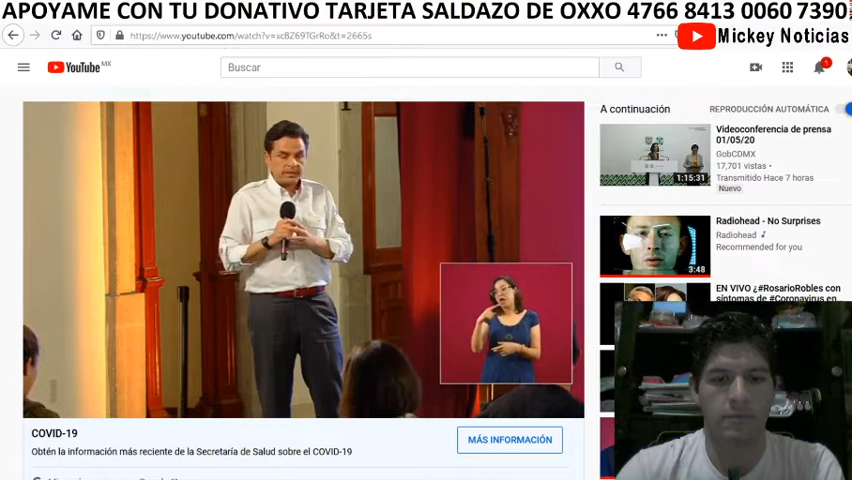 APOYAME CON TU DONATIVO TARJETA SALDAZO DE OXXO 4766 8413 0060 7390
https://www.youtube.com/watch?v=xcBZ69TGrRo&t=2665s
Mickey Noticias
YouTube MX
Buscar
1
A continuación
REPRODUCCIÓN AUTOMÁTICA
Videoconferencia de prensa
01/05/20
GobCDMX
17,701 vistas •
Transmitido Hace 7 horas
Nuevo
1:15:31
Radiohead - No Surprises
Radiohead
Recommended for you
3:48
EN VIVO ¿#RosarioRobles con
síntomas de #Coronavirus en
COVID-19
Obtén la información más reciente de la Secretaría de Salud sobre el COVID-19
MÁS INFORMACIÓN